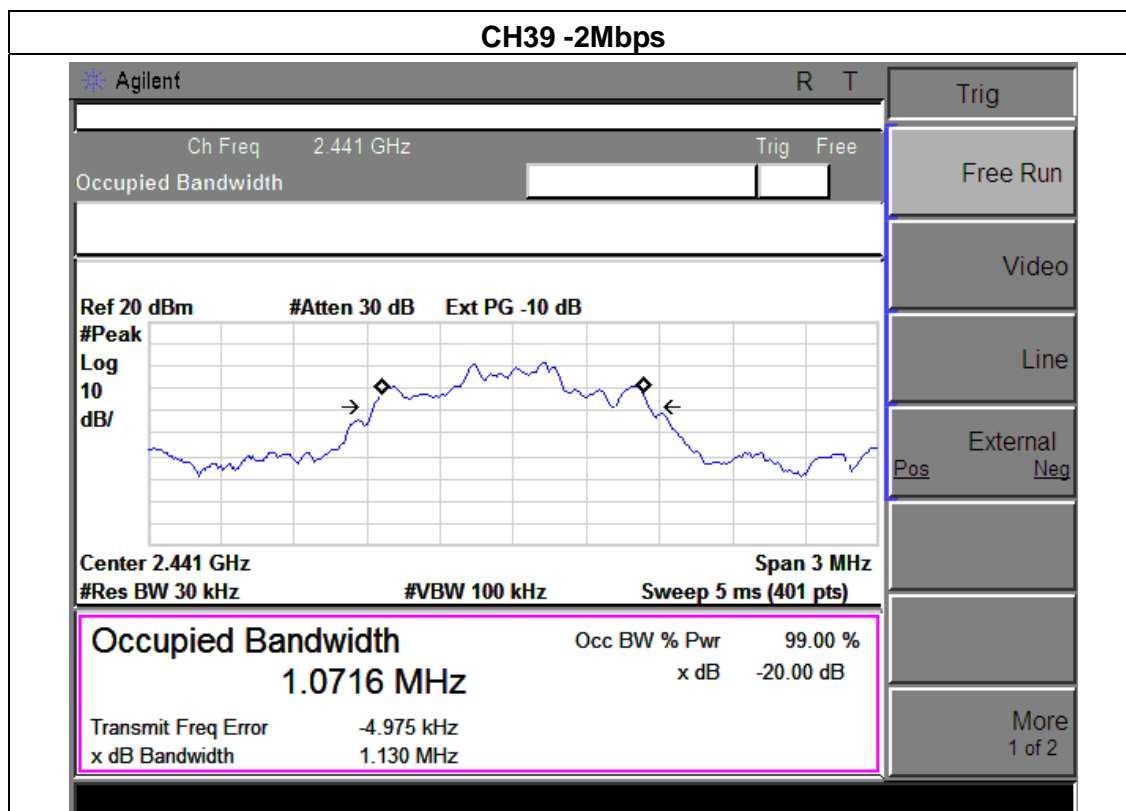 CH39 -2Mbps
Agilent R T
Trig
Ch Freq 2.441 GHz Trig Free
Occupied Bandwidth
Free Run
Video
Ref 20 dBm #Atten 30 dB Ext PG -10 dB
#Peak
Log
10
dB/
Line
External
Pos Neg
Center 2.441 GHz Span 3 MHz
#Res BW 30 kHz #VBW 100 kHz Sweep 5 ms (401 pts)
Occupied Bandwidth Occ BW % Pwr 99.00 %
1.0716 MHz x dB -20.00 dB
Transmit Freq Error -4.975 kHz
x dB Bandwidth 1.130 MHz
More
1 of 2